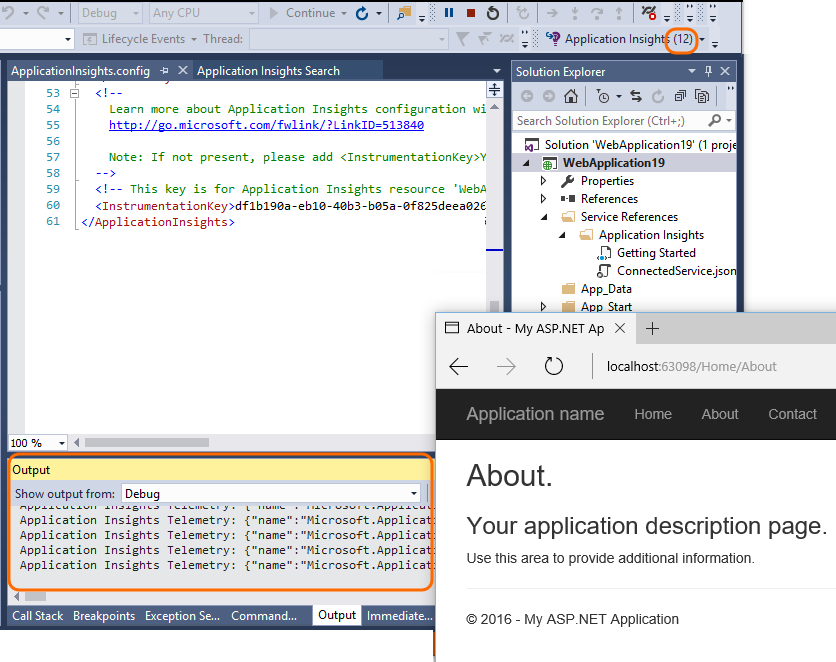 Debug Any CPU Continue
Lifecycle Events Thread: Application Insights (12)
ApplicationInsights.config Application Insights Search
53 <!--
54 Learn more about Application Insights configuration wi
55 http://go.microsoft.com/fwlink/?LinkID=513840
56
57 Note: If not present, please add <InstrumentationKey>Y
58 -->
59 <!-- This key is for Application Insights resource 'WebA
60 <InstrumentationKey>df1b190a-eb10-40b3-b05a-0f825deea026
61 </ApplicationInsights>
100 %
Solution Explorer
Search Solution Explorer (Ctrl+;)
Solution 'WebApplication19' (1 proje
WebApplication19
Properties
References
Service References
Application Insights
Getting Started
ConnectedService.json
App_Data
App_Start
Output
Show output from: Debug
Application Insights Telemetry: {"name":"Microsoft.Applicat
Application Insights Telemetry: {"name":"Microsoft.Applicat
Application Insights Telemetry: {"name":"Microsoft.Applicat
Application Insights Telemetry: {"name":"Microsoft.Applicat
Application Insights Telemetry: {"name":"Microsoft.Applicat
Call Stack Breakpoints Exception Se... Command... Output Immediate...
About - My ASP.NET Ap
localhost:63098/Home/About
Application name Home About Contact
About.
Your application description page.
Use this area to provide additional information.
© 2016 - My ASP.NET Application